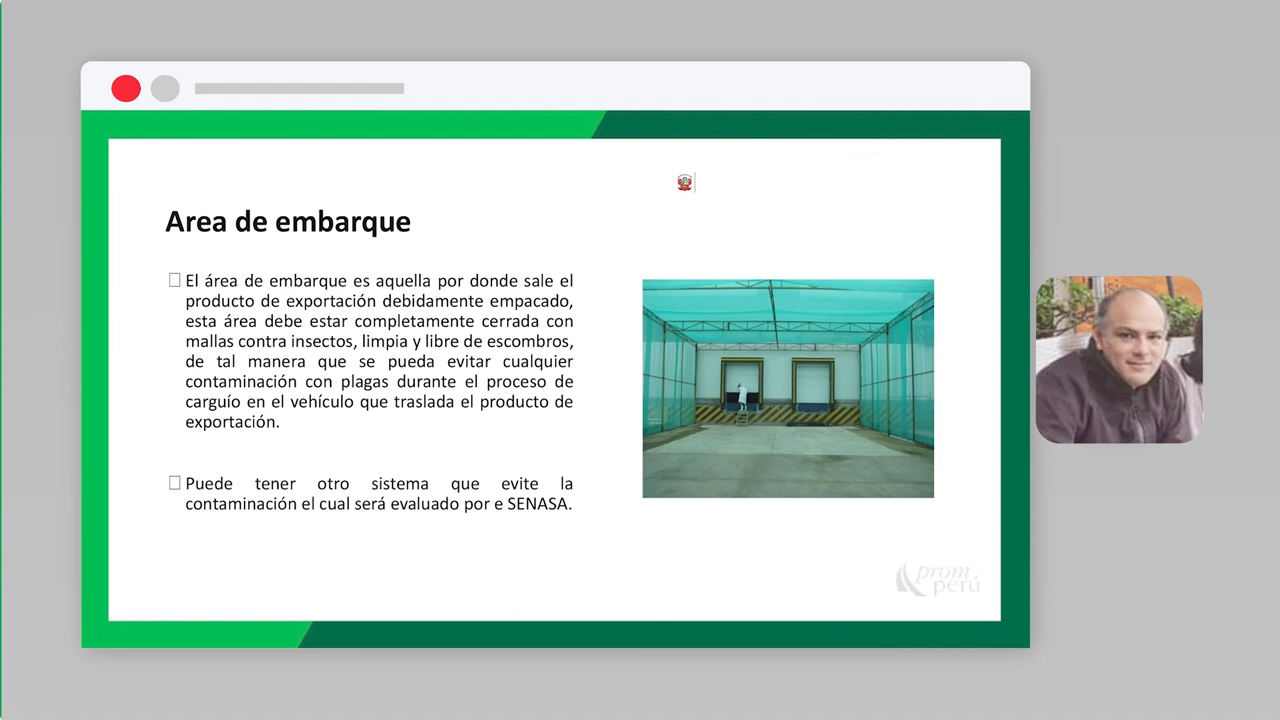 Area de embarque
El área de embarque es aquella por donde sale el
producto de exportación debidamente empacado,
esta área debe estar completamente cerrada con
mallas contra insectos, limpia y libre de escombros,
de tal manera que se pueda evitar cualquier
contaminación con plagas durante el proceso de
carguío en el vehículo que traslada el producto de
exportación.
Puede tener otro sistema que evite la
contaminación el cual será evaluado por e SENASA.
prom
perú